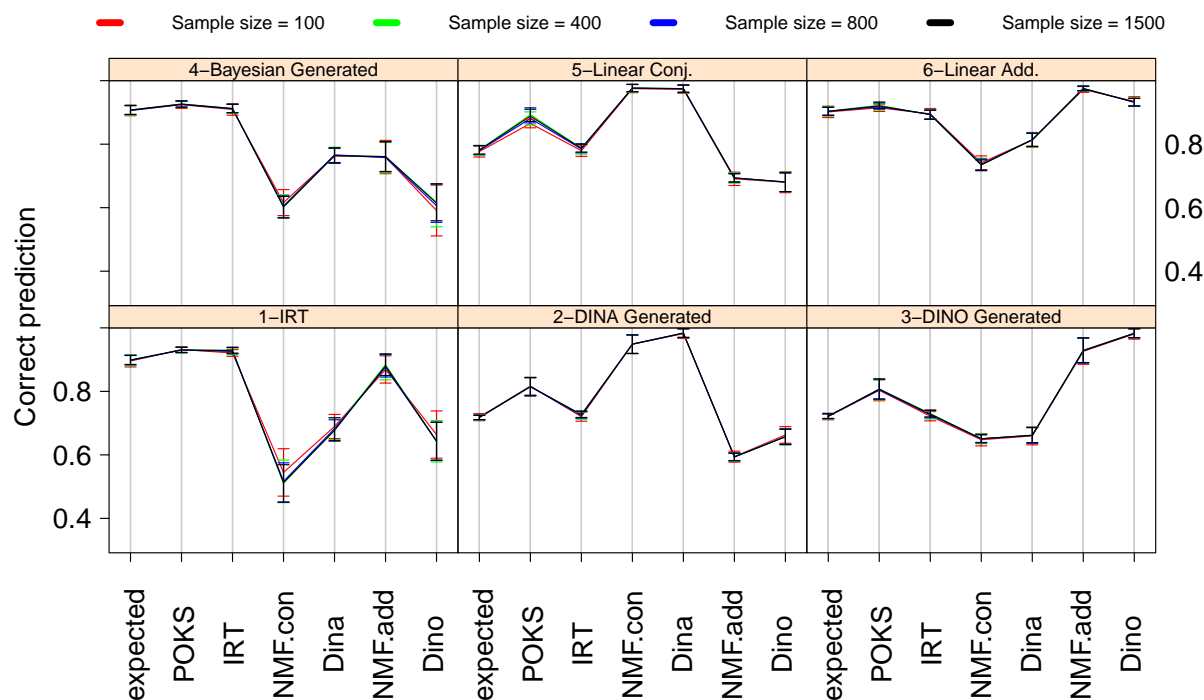 Sample size = 100 Sample size = 400 Sample size = 800 Sample size = 1500
4−Bayesian Generated 5−Linear Conj. 6−Linear Add.
0.8
0.6
0.4
Correct prediction
1−IRT 2−DINA Generated 3−DINO Generated
0.8
0.6
0.4
expected POKS IRT NMF.con Dina NMF.add Dino expected POKS IRT NMF.con Dina NMF.add Dino expected POKS IRT NMF.con Dina NMF.add Dino